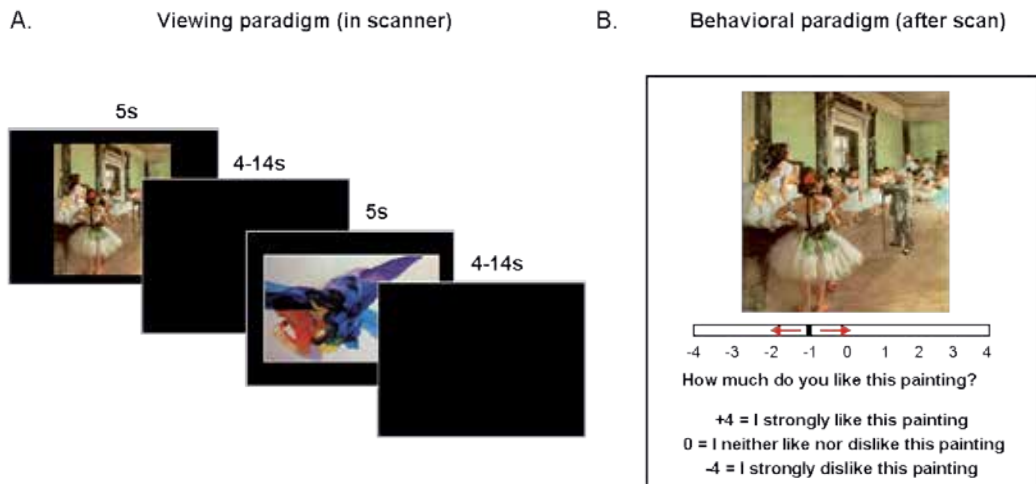 A. Viewing paradigm (in scanner)
5s
4-14s
5s
4-14s
B. Behavioral paradigm (after scan)
-4 -3 -2 -1 0 1 2 3 4
How much do you like this painting?
+4 = I strongly like this painting
0 = I neither like nor dislike this painting
-4 = I strongly dislike this painting